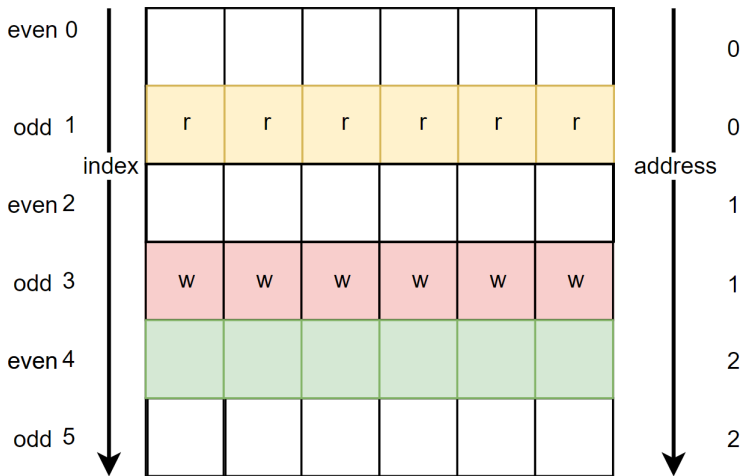 even 0
0
odd 1 r r r r r r 0
index address
even 2 1
odd 3 w w w w w w 1
even 4 2
odd 5 2